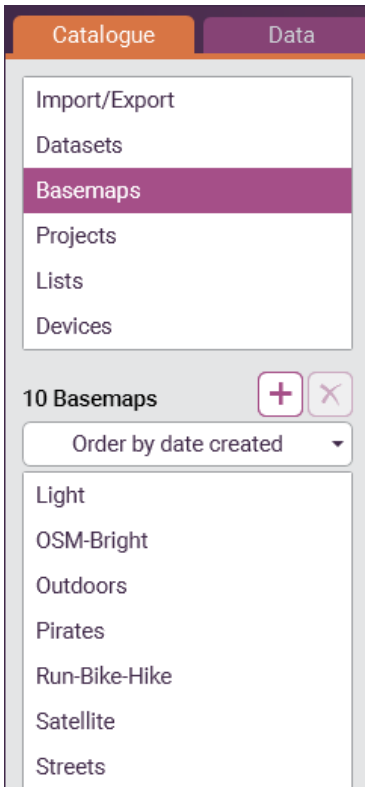 Catalogue Data
Import/Export
Datasets
Basemaps
Projects
Lists
Devices
10 Basemaps
Order by date created
Light
OSM-Bright
Outdoors
Pirates
Run-Bike-Hike
Satellite
Streets